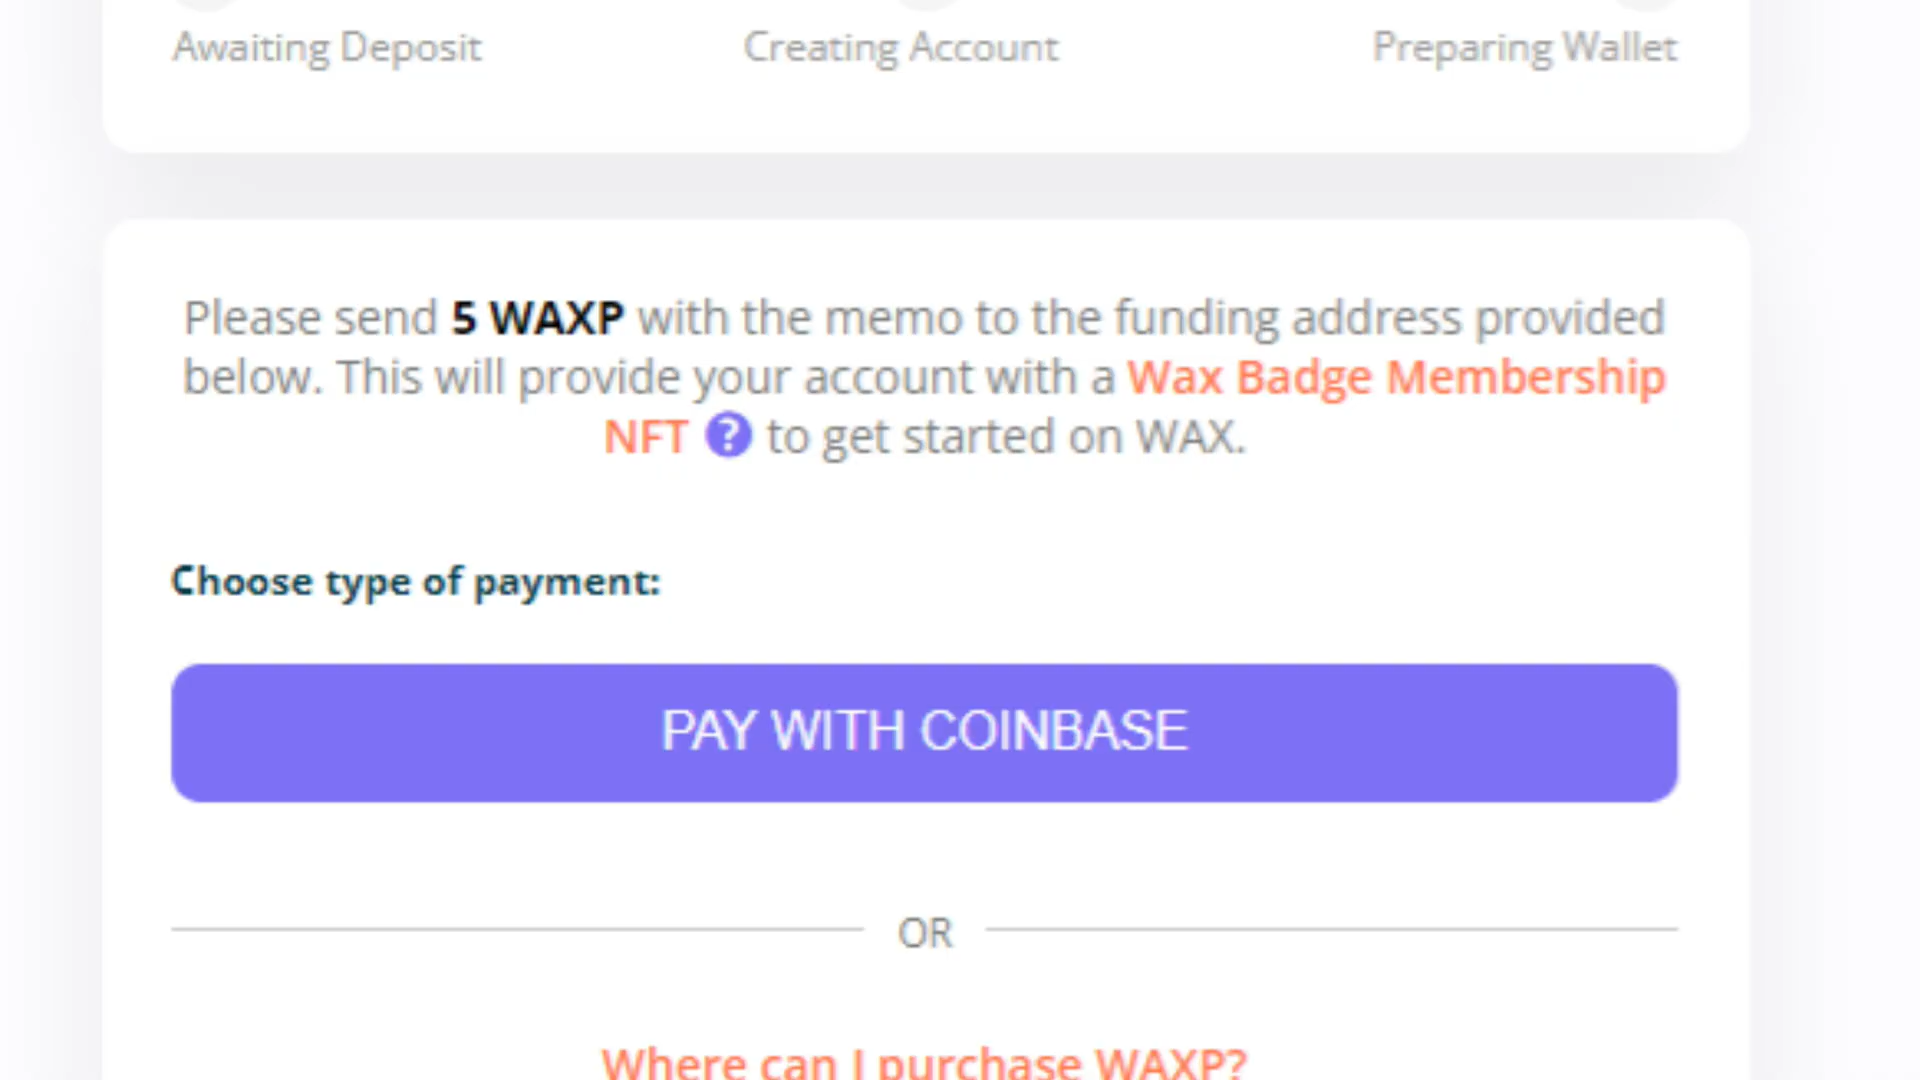 Awaiting Deposit Creating Account Preparing Wallet
Please send 5 WAXP with the memo to the funding address provided
below. This will provide your account with a Wax Badge Membership
NFT ? to get started on WAX.
Choose type of payment:
PAY WITH COINBASE
OR
Where can I purchase WAXP?